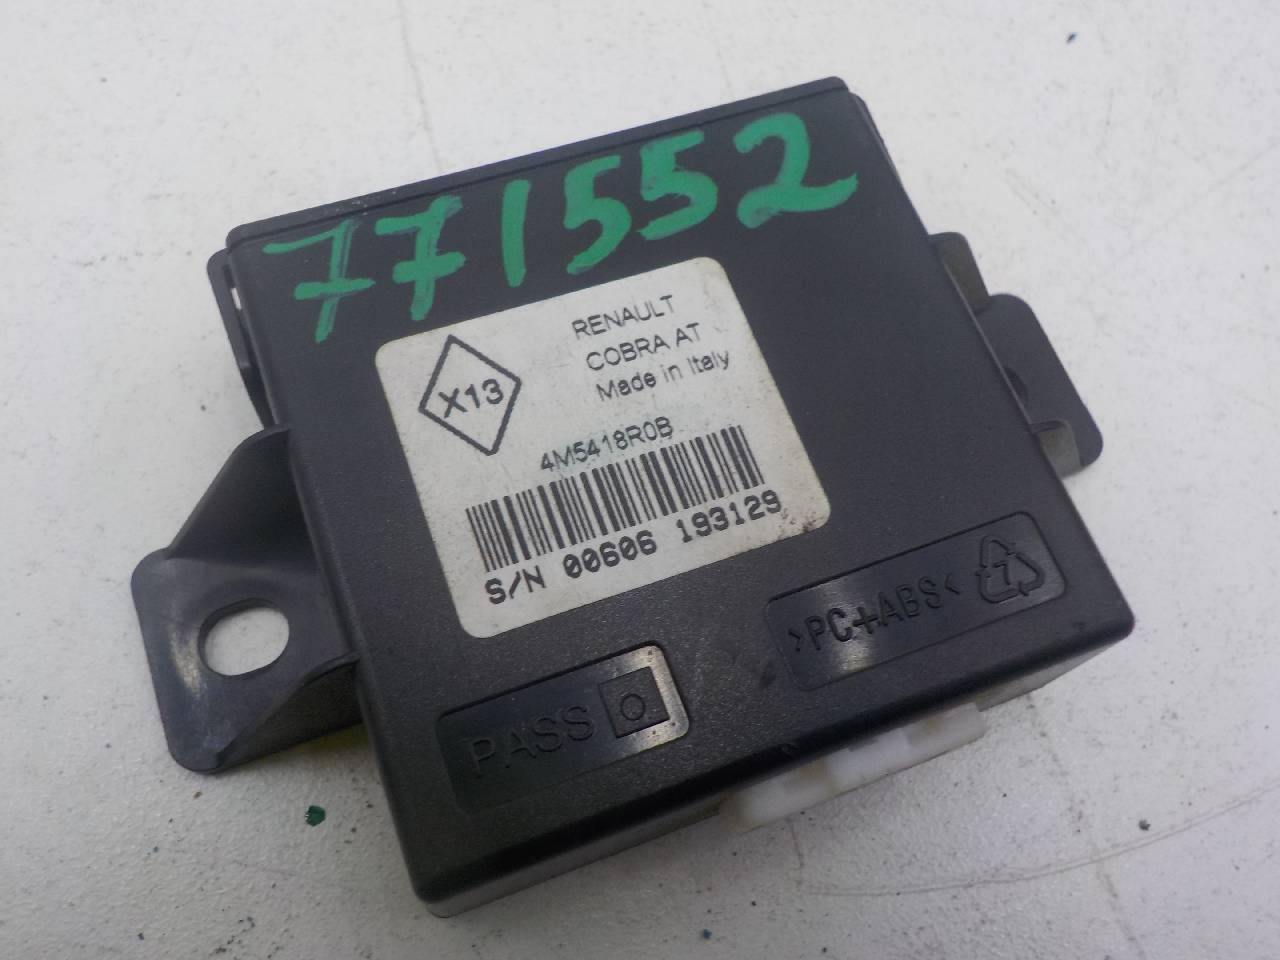 771552
RENAULT
COBRA AT
Made in Italy
X13
4M5418R0B
S/N 00606 193129
>PC+ABS< 7
PASS O